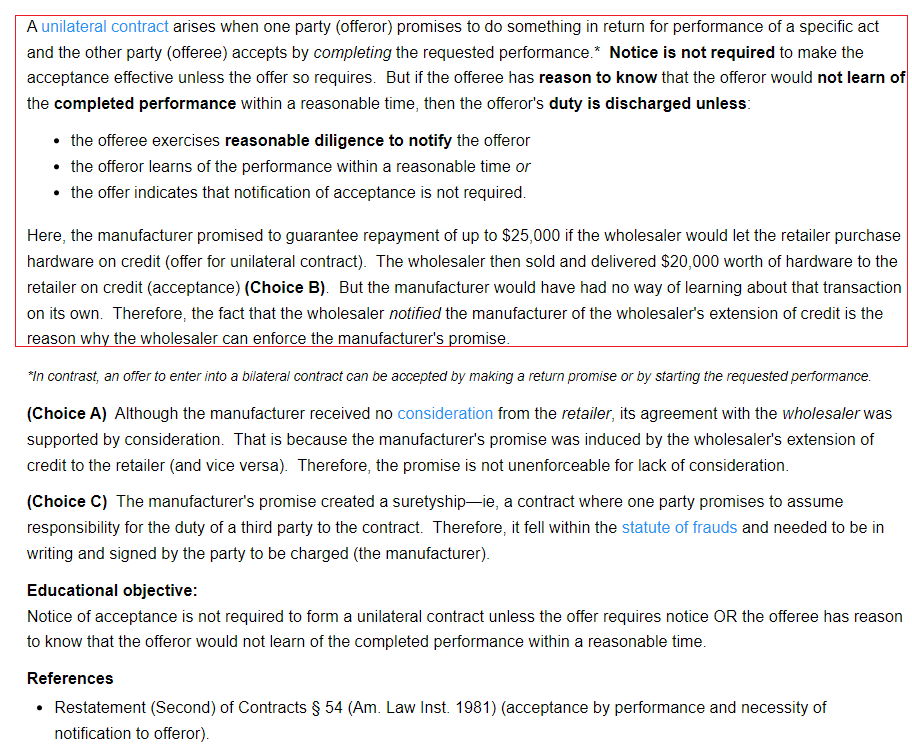 A unilateral contract arises when one party (offeror) promises to do something in return for performance of a specific act
and the other party (offeree) accepts by completing the requested performance.* Notice is not required to make the
acceptance effective unless the offer so requires. But if the offeree has reason to know that the offeror would not learn of
the completed performance within a reasonable time, then the offeror's duty is discharged unless:
• the offeree exercises reasonable diligence to notify the offeror
• the offeror learns of the performance within a reasonable time or
• the offer indicates that notification of acceptance is not required.
Here, the manufacturer promised to guarantee repayment of up to $25,000 if the wholesaler would let the retailer purchase
hardware on credit (offer for unilateral contract). The wholesaler then sold and delivered $20,000 worth of hardware to the
retailer on credit (acceptance) (Choice B). But the manufacturer would have had no way of learning about that transaction
on its own. Therefore, the fact that the wholesaler notified the manufacturer of the wholesaler's extension of credit is the
reason why the wholesaler can enforce the manufacturer's promise.
*In contrast, an offer to enter into a bilateral contract can be accepted by making a return promise or by starting the requested performance.
(Choice A) Although the manufacturer received no consideration from the retailer, its agreement with the wholesaler was
supported by consideration. That is because the manufacturer's promise was induced by the wholesaler's extension of
credit to the retailer (and vice versa). Therefore, the promise is not unenforceable for lack of consideration.
(Choice C) The manufacturer's promise created a suretyship—ie, a contract where one party promises to assume
responsibility for the duty of a third party to the contract. Therefore, it fell within the statute of frauds and needed to be in
writing and signed by the party to be charged (the manufacturer).
Educational objective:
Notice of acceptance is not required to form a unilateral contract unless the offer requires notice OR the offeree has reason
to know that the offeror would not learn of the completed performance within a reasonable time.
References
• Restatement (Second) of Contracts § 54 (Am. Law Inst. 1981) (acceptance by performance and necessity of
notification to offeror).